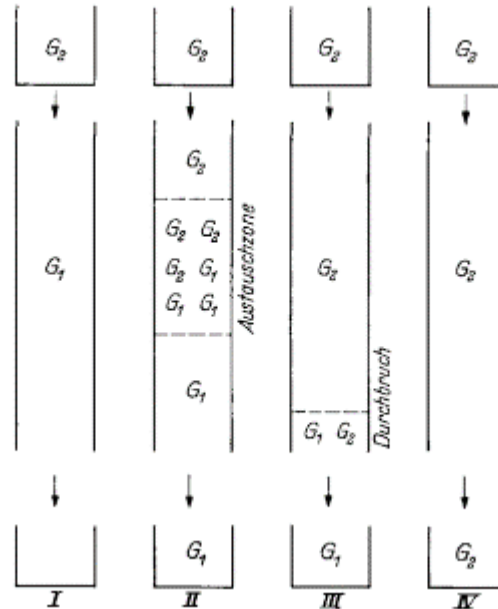 G₂ G₂ G₂ G₂
G₂
G₁ G₂ G₂ G₂ G₂
G₂ G₁
G₁ G₁
Austauschzone
G₁
G₁ G₂
Durchbruch
G₁ G₁ G₂
I II III IV